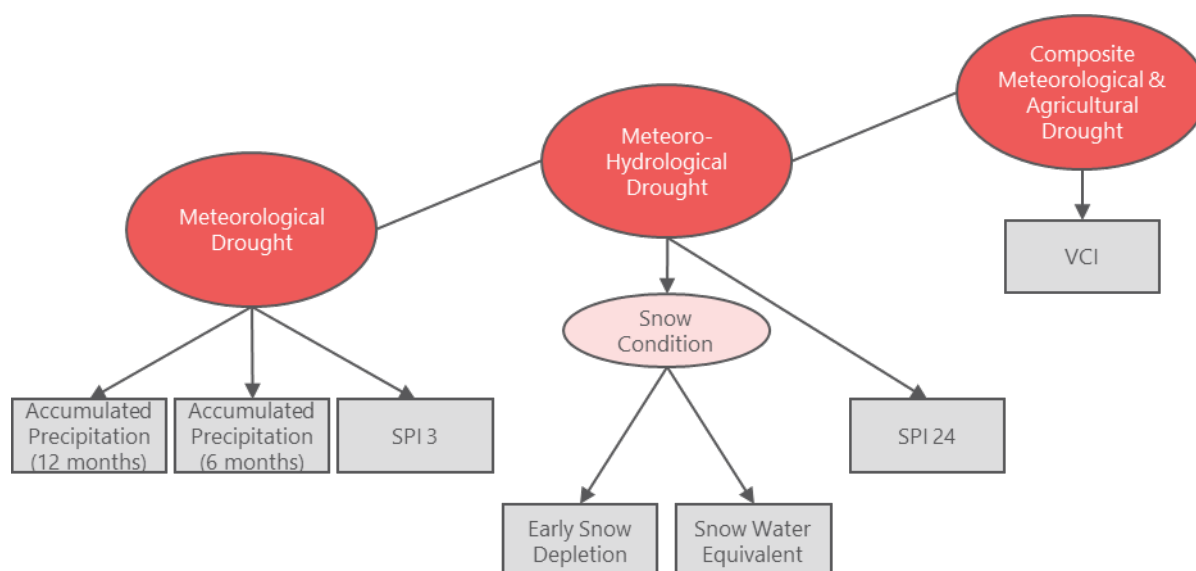 Composite
Meteorological &
Agricultural
Drought
Meteoro-
Hydrological
Drought
Meteorological
Drought
VCI
Snow
Condition
Accumulated
Precipitation
(12 months)
Accumulated
Precipitation
(6 months)
SPI 3
SPI 24
Early Snow
Depletion
Snow Water
Equivalent